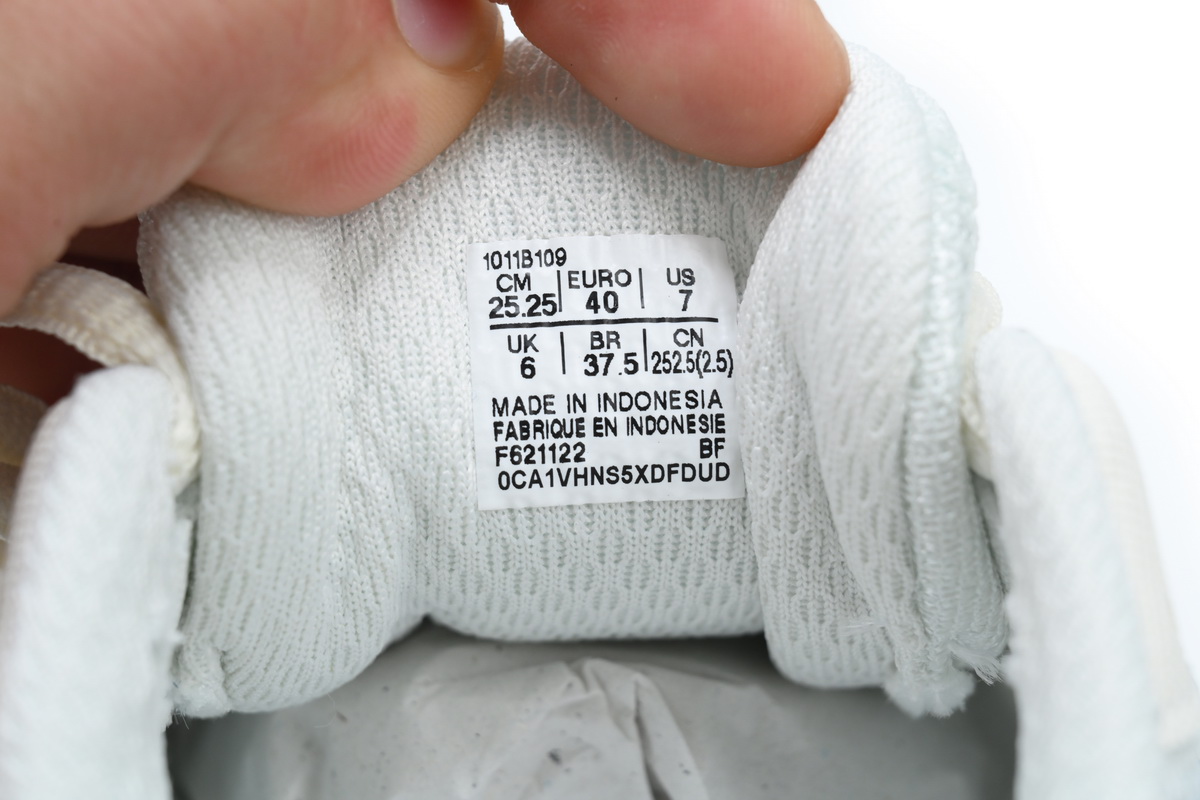 1011B109
CM EURO US
25.25 40 7
UK BR CN
6 37.5 252.5(2.5)
MADE IN INDONESIA
FABRIQUE EN INDONESIE
F621122 BF
0CA1VHNS5XDFDUD